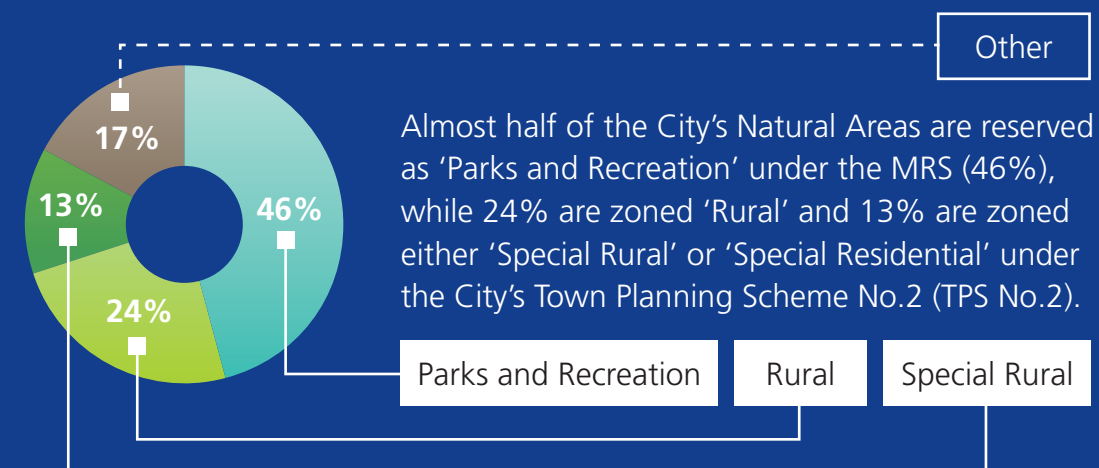 Other
17%
13%
46%
24%
Almost half of the City’s Natural Areas are reserved
as ‘Parks and Recreation’ under the MRS (46%),
while 24% are zoned ‘Rural’ and 13% are zoned
either ‘Special Rural’ or ‘Special Residential’ under
the City’s Town Planning Scheme No.2 (TPS No.2).
Parks and Recreation
Rural
Special Rural